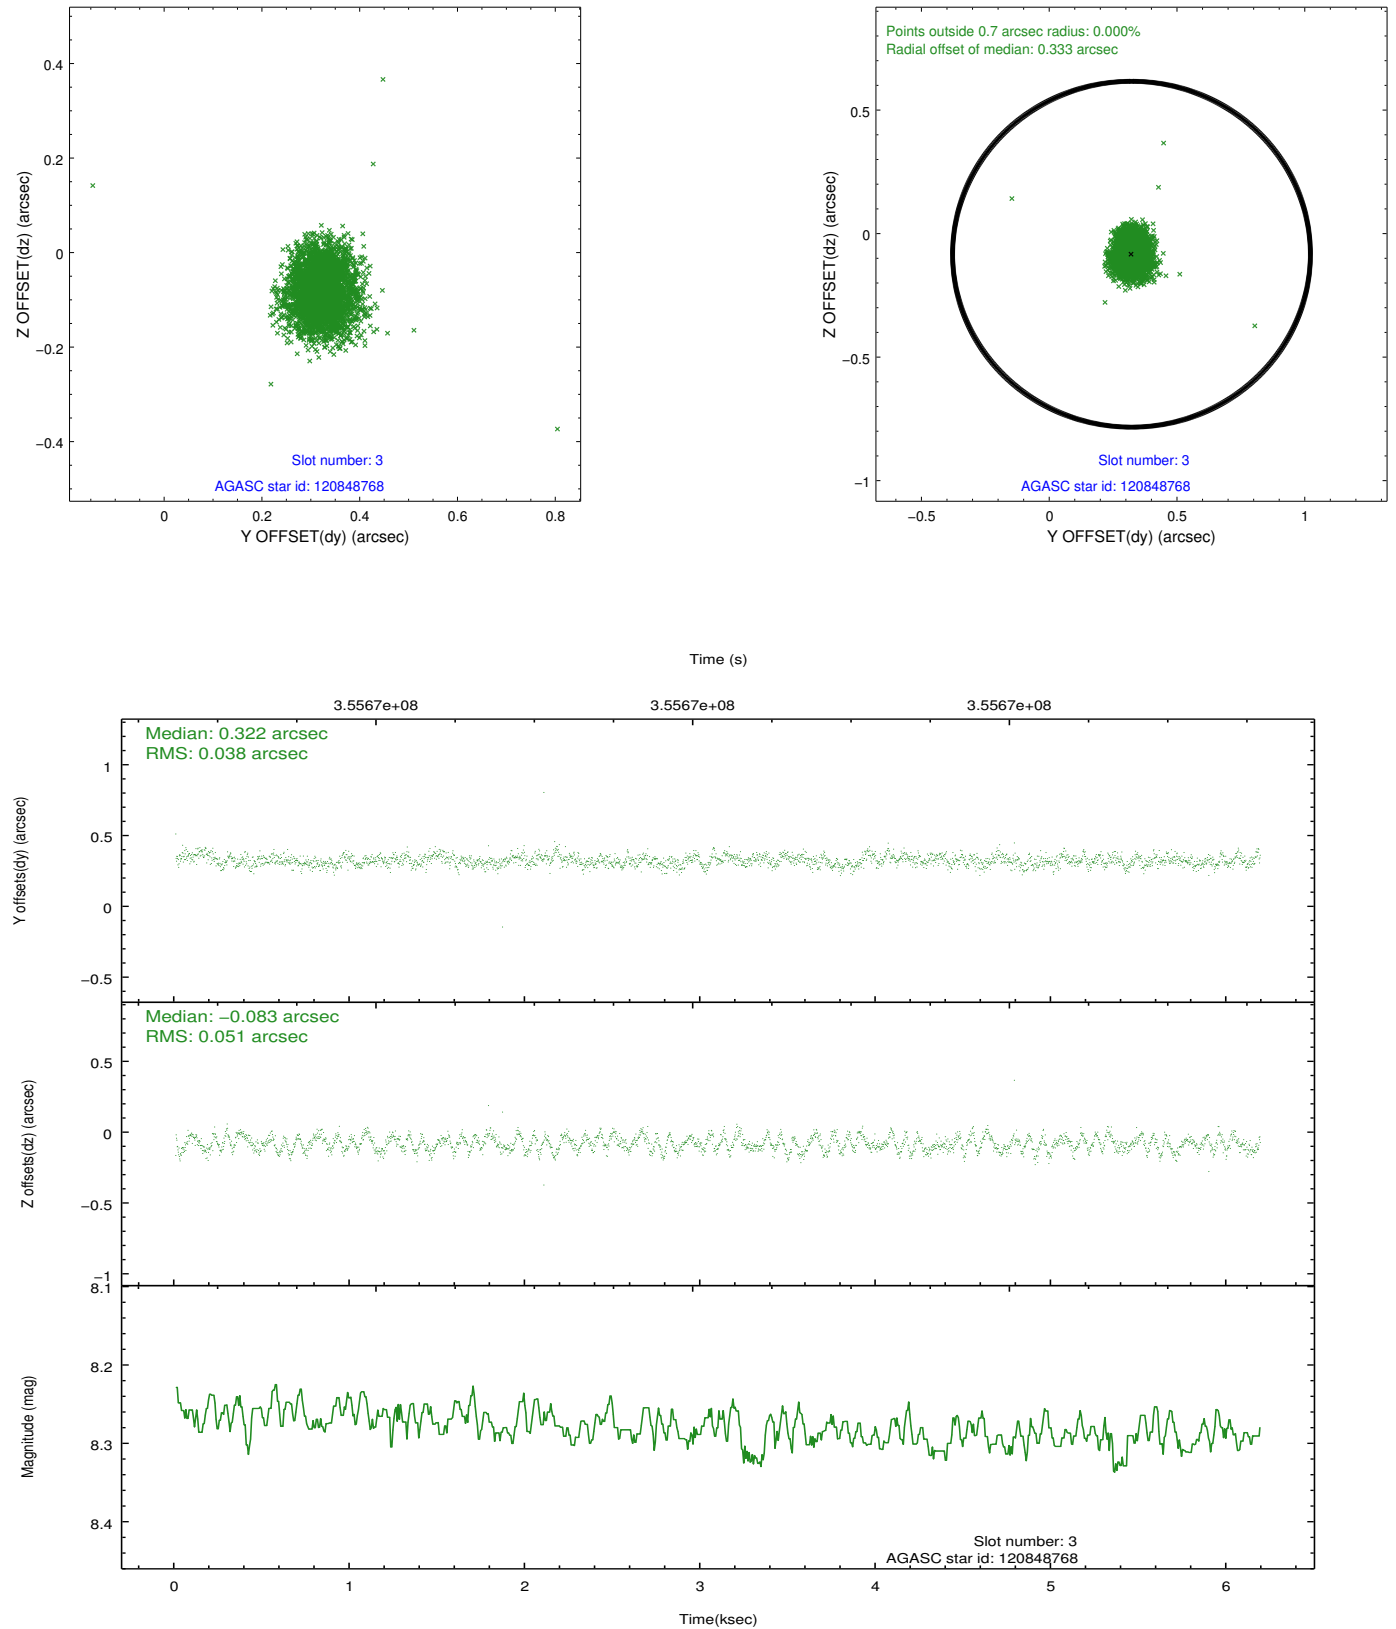 0.4
0.2
0
−0.2
−0.4
Z OFFSET(dz) (arcsec)
Slot number: 3
AGASC star id: 120848768
0 0.2 0.4 0.6 0.8
Y OFFSET(dy) (arcsec)
Points outside 0.7 arcsec radius: 0.000%
Radial offset of median: 0.333 arcsec
0.5
0
−0.5
−1
Z OFFSET(dz) (arcsec)
Slot number: 3
AGASC star id: 120848768
−0.5 0 0.5 1
Y OFFSET(dy) (arcsec)
Time (s)
3.5567e+08 3.5567e+08 3.5567e+08
Median: 0.322 arcsec
RMS: 0.038 arcsec
1
0.5
0
−0.5
Y offsets(dy) (arcsec)
Median: −0.083 arcsec
RMS: 0.051 arcsec
0.5
0
−0.5
−1
Z offsets(dz) (arcsec)
8.1
8.2
8.3
8.4
Magnitude (mag)
Slot number: 3
AGASC star id: 120848768
0 1 2 3 4 5 6
Time(ksec)